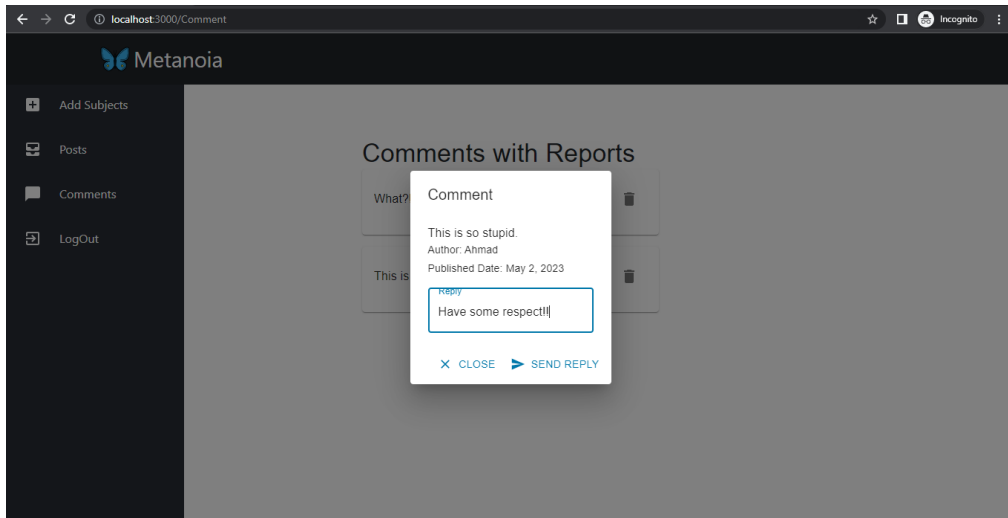 localhost:3000/Comment
Incognito
Metanoia
Add Subjects
Posts
Comments
LogOut
Comments with Reports
What?
This is
Comment
This is so stupid.
Author: Ahmad
Published Date: May 2, 2023
Reply
Have some respect!!
CLOSE
SEND REPLY